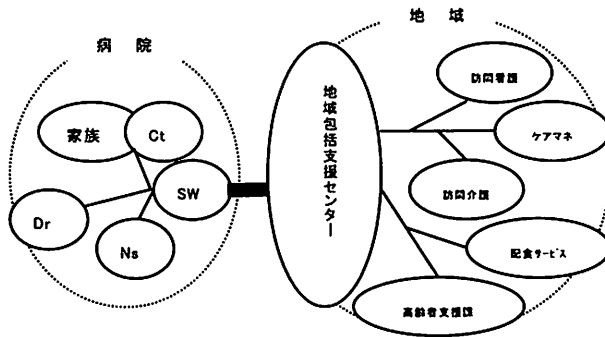 病　院
地　域
家族
Ct
SW
Dr
Ns
地域包括支援センター
訪問看護
ケアマネ
訪問介護
配食サービス
高齢者支援課